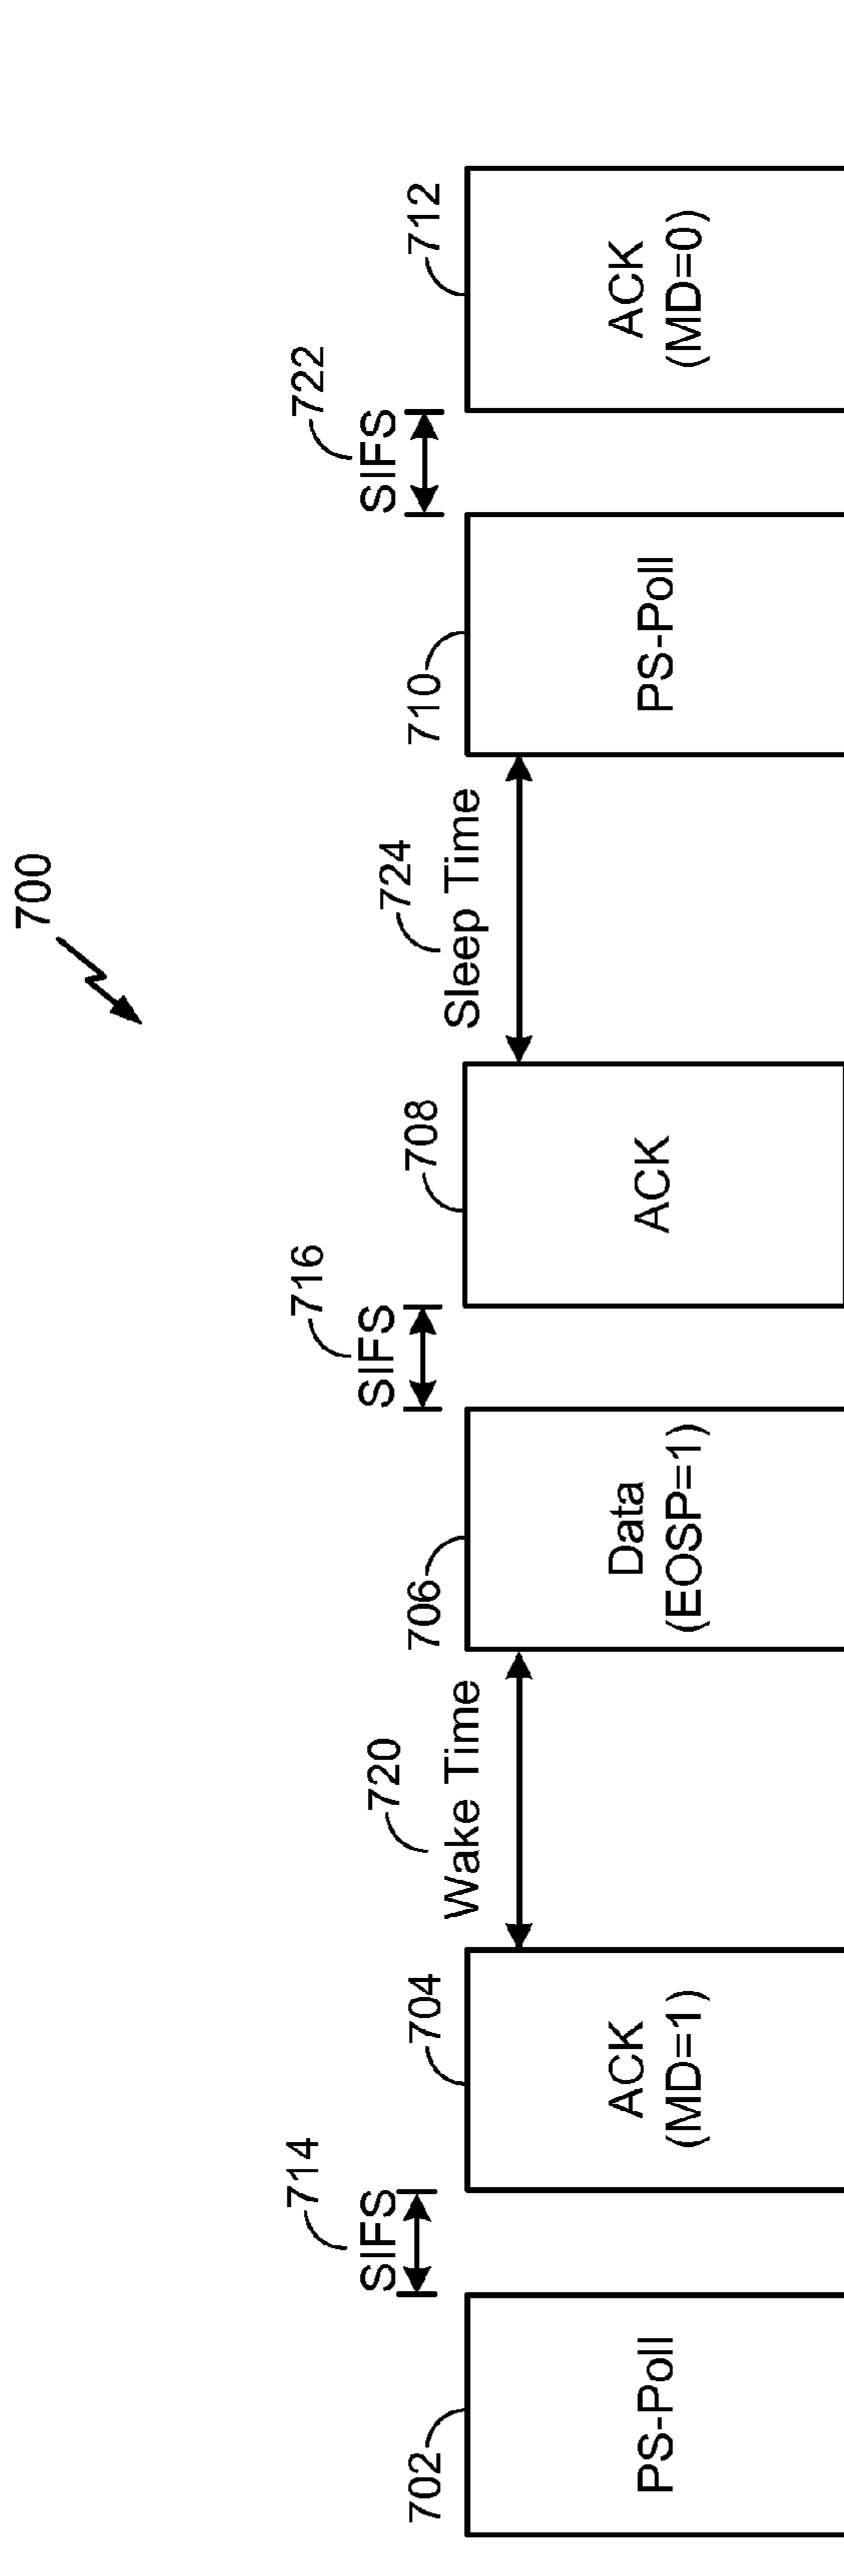 700
714
SIFS
716
SIFS
722
SIFS
702
704
720
Wake Time
706
708
724
Sleep Time
710
712
PS-Poll
ACK
(MD=1)
Data
(EOSP=1)
ACK
PS-Poll
ACK
(MD=0)